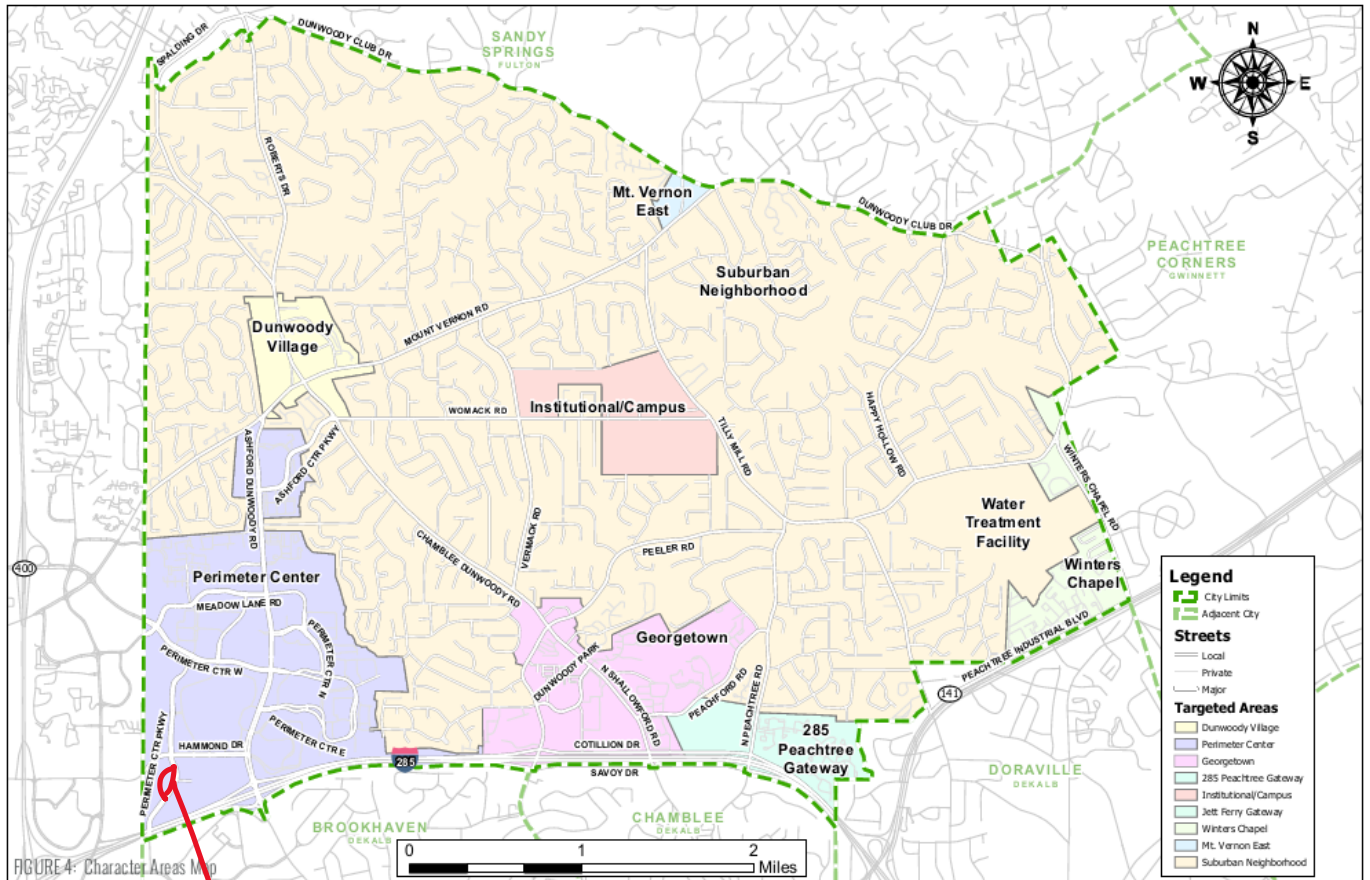 SPALDING DR
DUNWOODY CLUB DR
SANDY
SPRINGS
FULTON
N
W E
S
ROBERTS DR
Mt. Vernon
East
DUNWOODY CLUB DR
PEACHTREE
CORNERS
GWINNETT
Suburban
Neighborhood
Dunwoody
Village
MOUNT VERNON RD
WOMACK RD
Institutional/Campus
HAPPY HOLLOW RD
TILLY MILL RD
ASHFORD DUNWOODY RD
ASHFORD CTR PKWY
WINTERS CHAPEL RD
Water
Treatment
Facility
VERMACK RD
CHAMBLEE DUNWOODY RD
PEELER RD
400
Perimeter Center
MEADOW LANE RD
Winters
Chapel
PERIMETER CTR N
PERIMETER CTR W
Georgetown
DUNWOODY PARK
N SHALLOWFORD RD
PEACHFORD RD
N PEACHTREE RD
PEACHTREE INDUSTRIAL BLVD
141
PERIMETER CTR PKWY
PERIMETER CTR E
HAMMOND DR
285
COTILLION DR
SAVOY DR
285
Peachtree
Gateway
DORAVILLE
DEKALB
BROOKHAVEN
DEKALB
CHAMBLEE
DEKALB
0 1 2
Miles
FIGURE 4: Character Areas Map
Legend
City Limits
Adjacent City
Streets
Local
Private
Major
Targeted Areas
Dunwoody Village
Perimeter Center
Georgetown
285 Peachtree Gateway
Institutional/Campus
Jett Ferry Gateway
Winters Chapel
Mt. Vernon East
Suburban Neighborhood